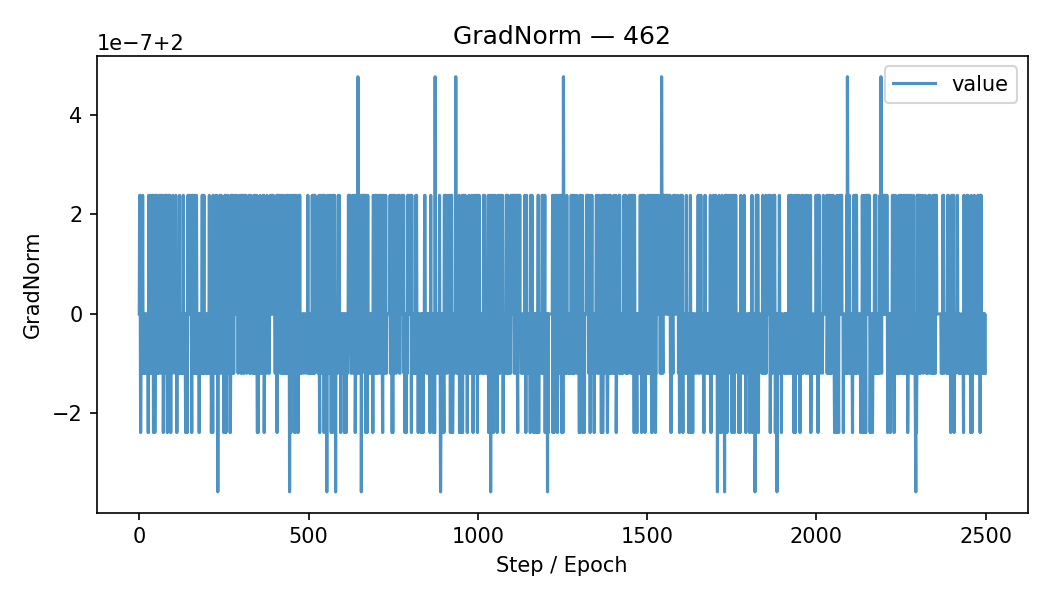 GradNorm — 462
1e−7+2
value
4
2
0
−2
GradNorm
0
500
1000
1500
2000
2500
Step / Epoch